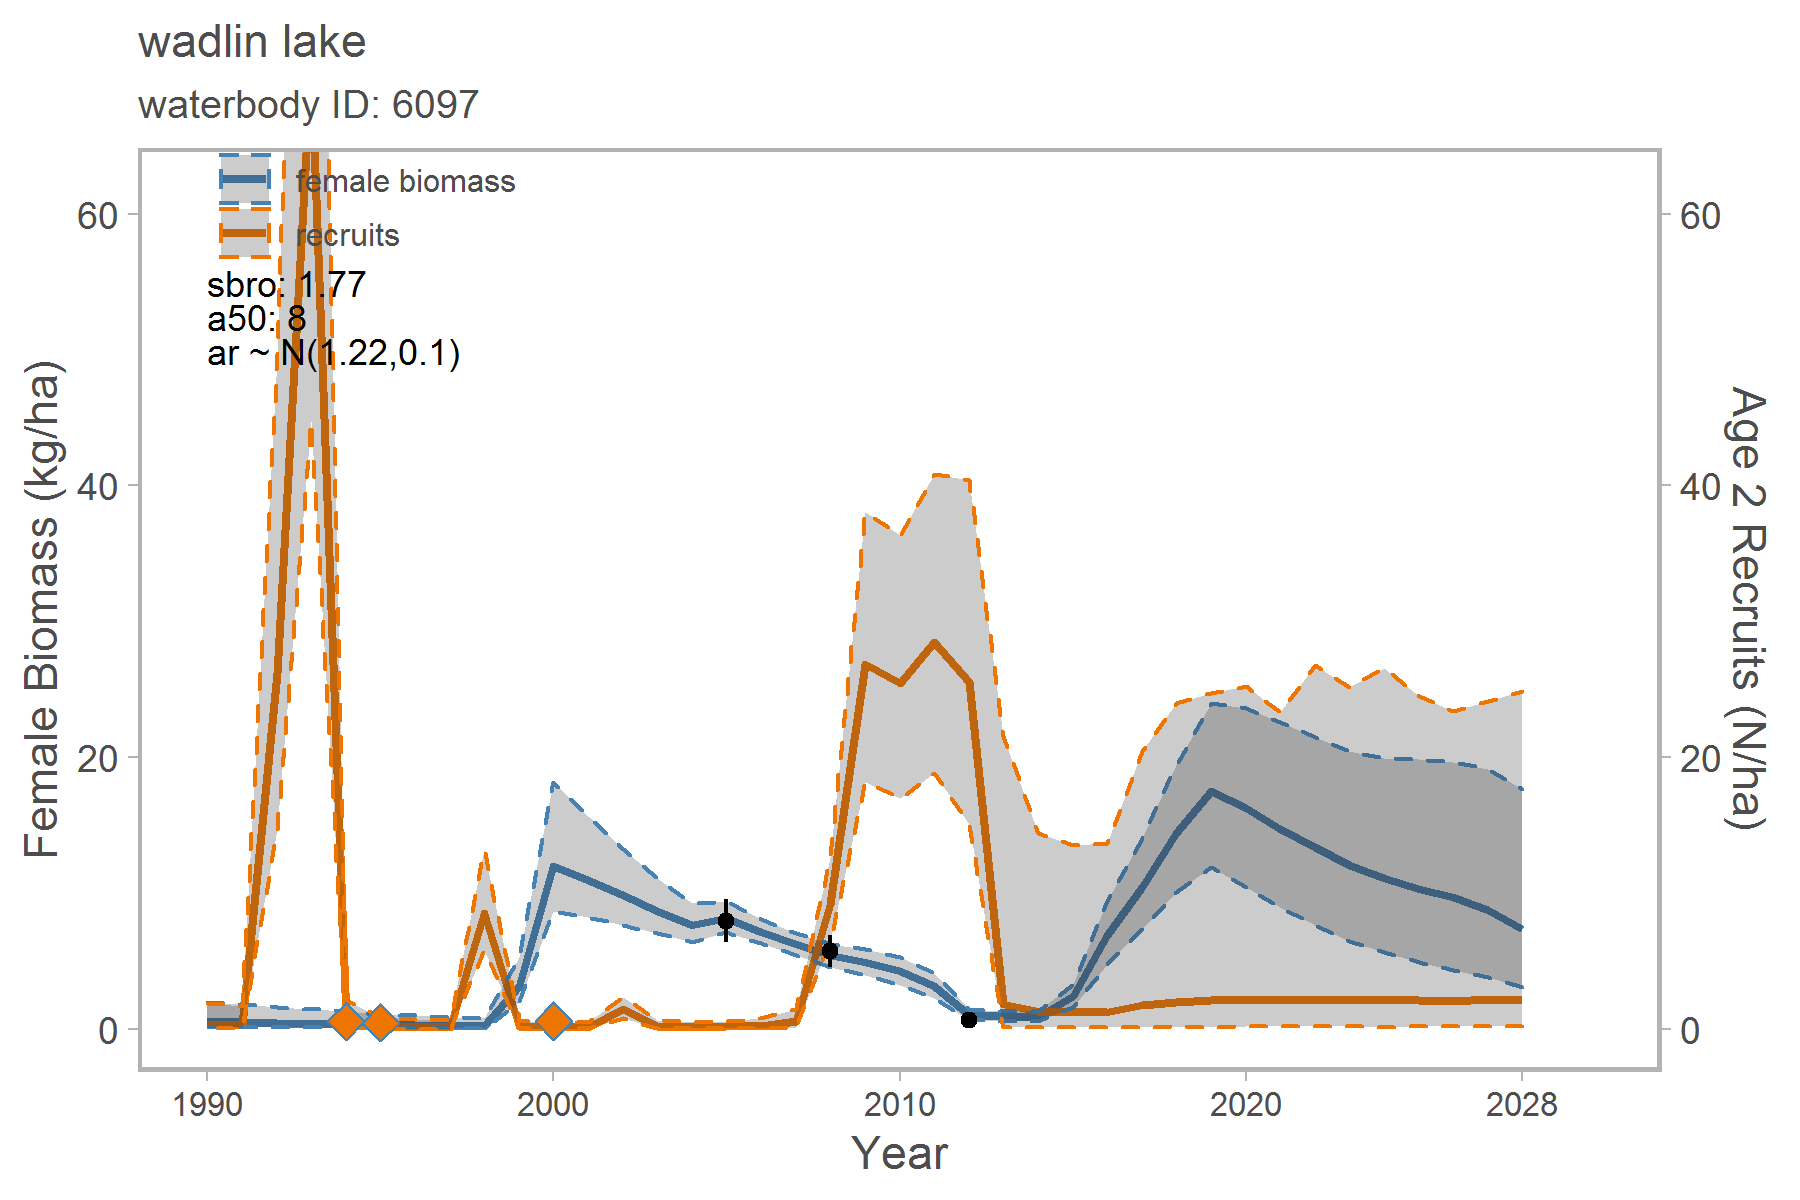 wadlin lake
waterbody ID: 6097
female biomass
recruits
sbro: 1.77
a50: 8
ar ~ N(1.22,0.1)
Female Biomass (kg/ha)
60
40
20
0
60
40
20
0
Age 2 Recruits (N/ha)
1990
2000
2010
2020
2028
Year